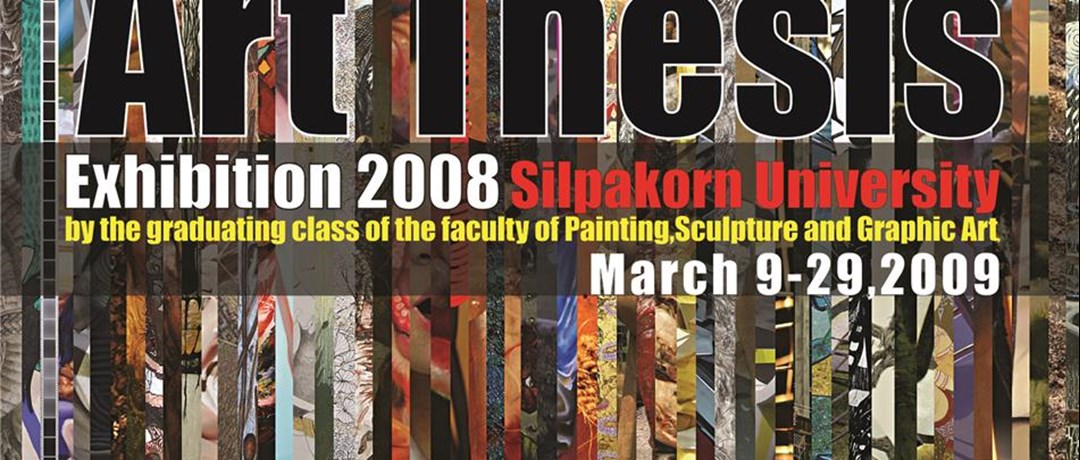 Art Thesis
Exhibition 2008 Silpakorn University
by the graduating class of the faculty of Painting,Sculpture and Graphic Art
March 9-29,2009